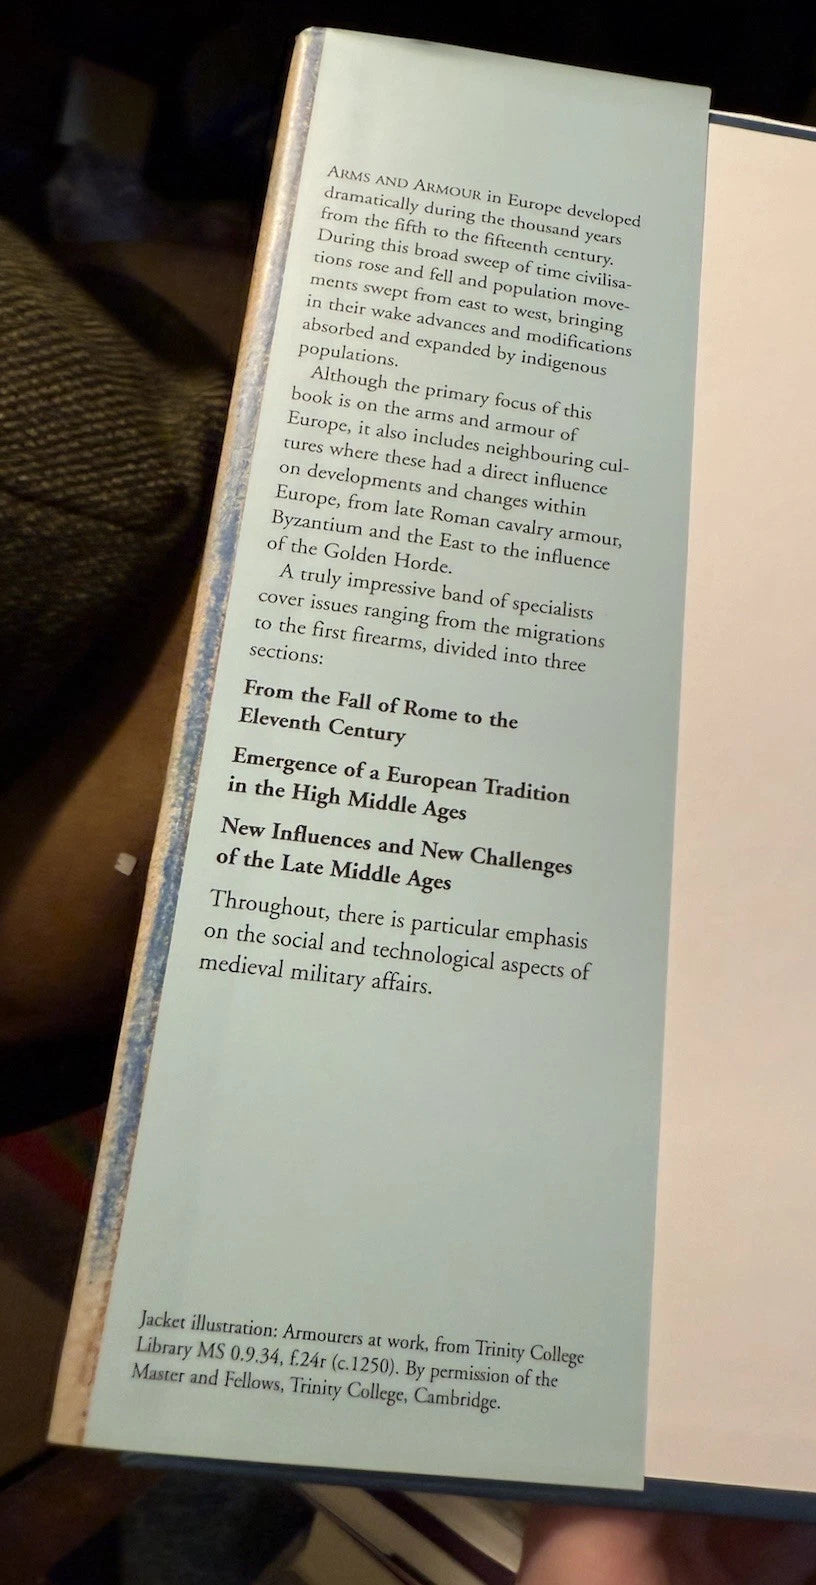 ARMS AND ARMOUR in Europe developed
dramatically during the thousand years
from the fifth to the fifteenth century.
During this broad sweep of time civilisa-
tions rose and fell and population move-
ments swept from east to west, bringing
in their wake advances and modifications
absorbed and expanded by indigenous
populations.
Although the primary focus of this
book is on the arms and armour of
Europe, it also includes neighbouring cul-
tures where these had a direct influence
on developments and changes within
Europe, from late Roman cavalry armour,
Byzantium and the East to the influence
of the Golden Horde.
A truly impressive band of specialists
cover issues ranging from the migrations
to the first firearms, divided into three
sections:
From the Fall of Rome to the
Eleventh Century
Emergence of a European Tradition
in the High Middle Ages
New Influences and New Challenges
of the Late Middle Ages
Throughout, there is particular emphasis
on the social and technological aspects of
medieval military affairs.
Jacket illustration: Armourers at work, from Trinity College
Library MS 0.9.34, f.24r (c.1250). By permission of the
Master and Fellows, Trinity College, Cambridge.